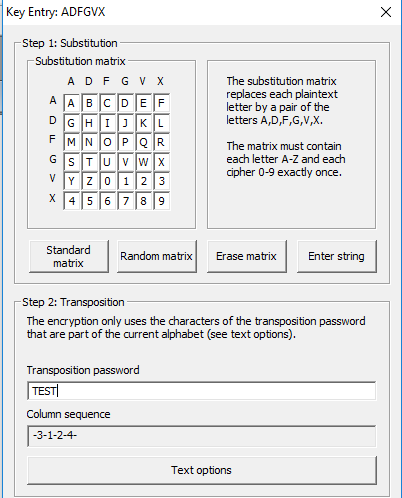 Key Entry: ADFGVX
Step 1: Substitution
Substitution matrix
A D F G V X
A A B C D E F
D G H I J K L
F M N O P Q R
G S T U V W X
V Y Z 0 1 2 3
X 4 5 6 7 8 9
The substitution matrix
replaces each plaintext
letter by a pair of the
letters A,D,F,G,V,X.
The matrix must contain
each letter A-Z and each
cipher 0-9 exactly once.
Standard
matrix
Random matrix
Erase matrix
Enter string
Step 2: Transposition
The encryption only uses the characters of the transposition password
that are part of the current alphabet (see text options).
Transposition password
TEST
Column sequence
-3-1-2-4-
Text options